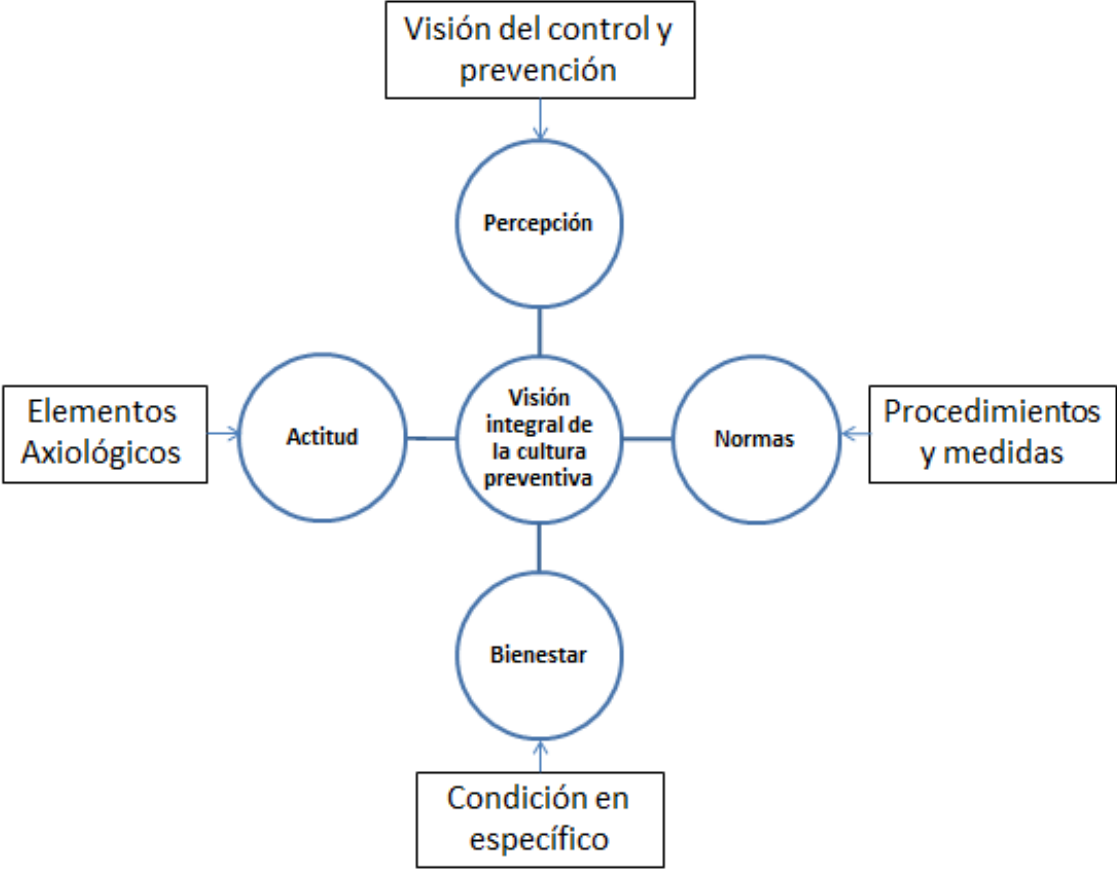 Visión del control y
prevención
Percepción
Elementos
Axiológicos
Actitud
Visión
integral de
la cultura
preventiva
Normas
Procedimientos
y medidas
Bienestar
Condición en
específico